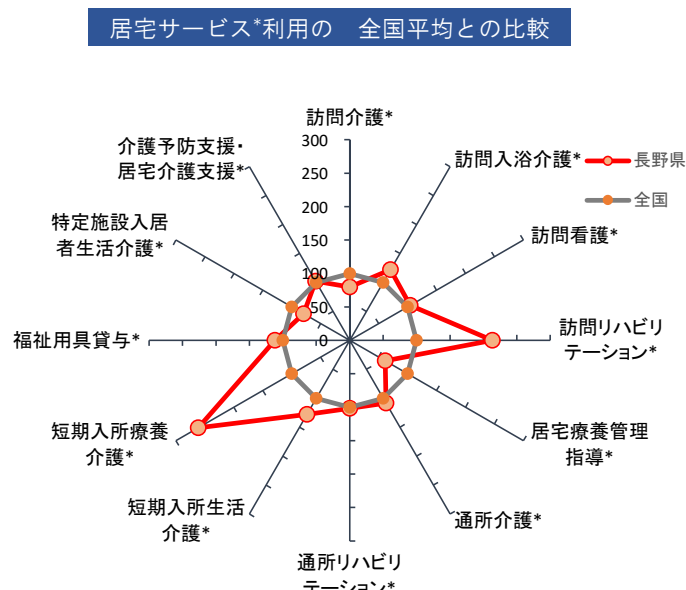 居宅サービス*利用の　全国平均との比較
訪問介護*
300
250
200
150
100
50
0
訪問入浴介護*
長野県
全国
訪問看護*
訪問リハビリ
テーション*
居宅療養管理
指導*
通所介護*
通所リハビリ
テーション*
短期入所生活
介護*
短期入所療養
介護*
福祉用具貸与*
特定施設入居
者生活介護*
介護予防支援・
居宅介護支援*